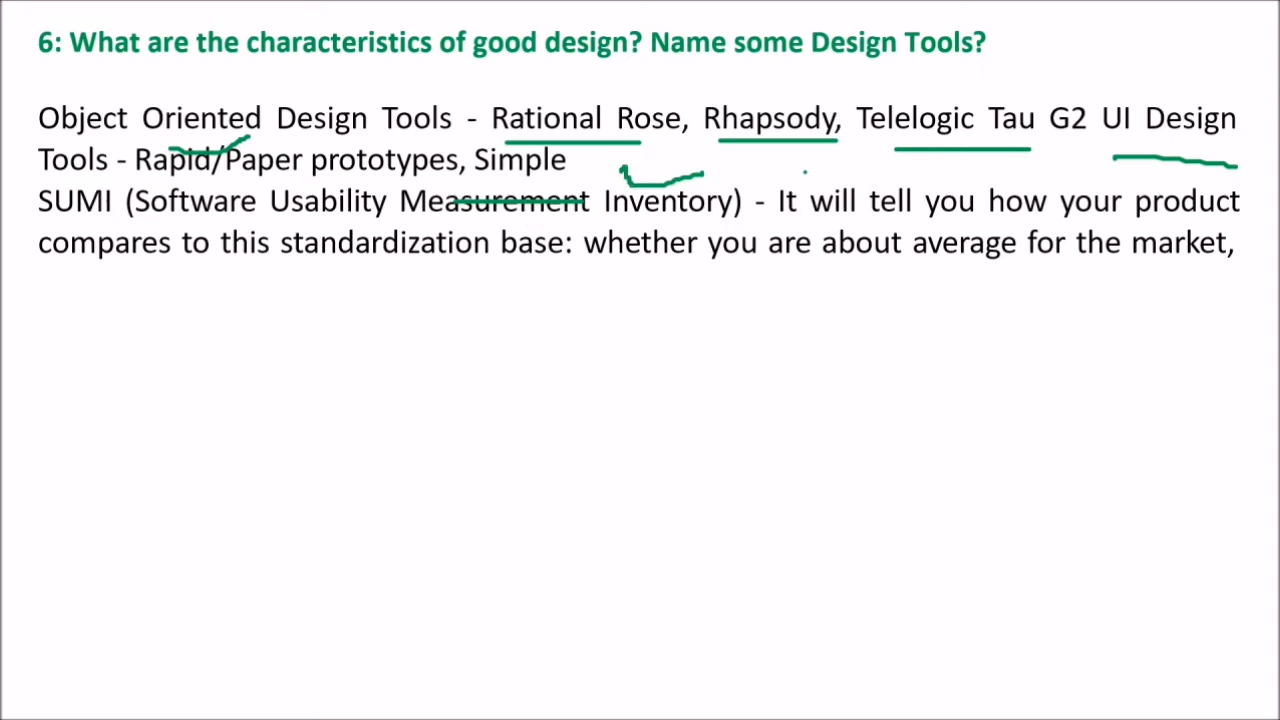 6: What are the characteristics of good design? Name some Design Tools?
Object Oriented Design Tools - Rational Rose, Rhapsody, Telelogic Tau G2 UI Design
Tools - Rapid/Paper prototypes, Simple
SUMI (Software Usability Measurement Inventory) - It will tell you how your product
compares to this standardization base: whether you are about average for the market,